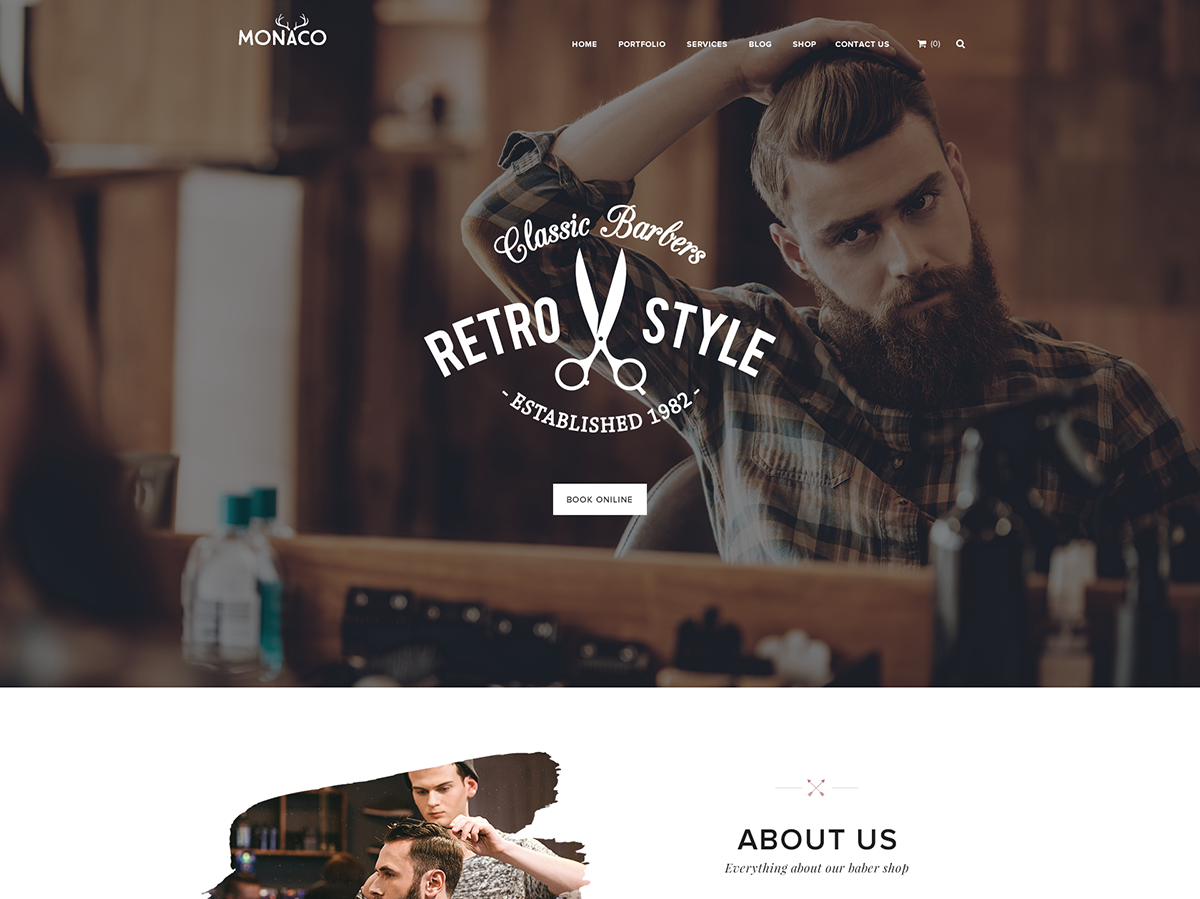 MONACO
HOME PORTFOLIO SERVICES BLOG SHOP CONTACT US (0)
Classic Barbers
RETRO STYLE
- ESTABLISHED 1982 -
BOOK ONILINE
ABOUT US
Everything about our baber shop